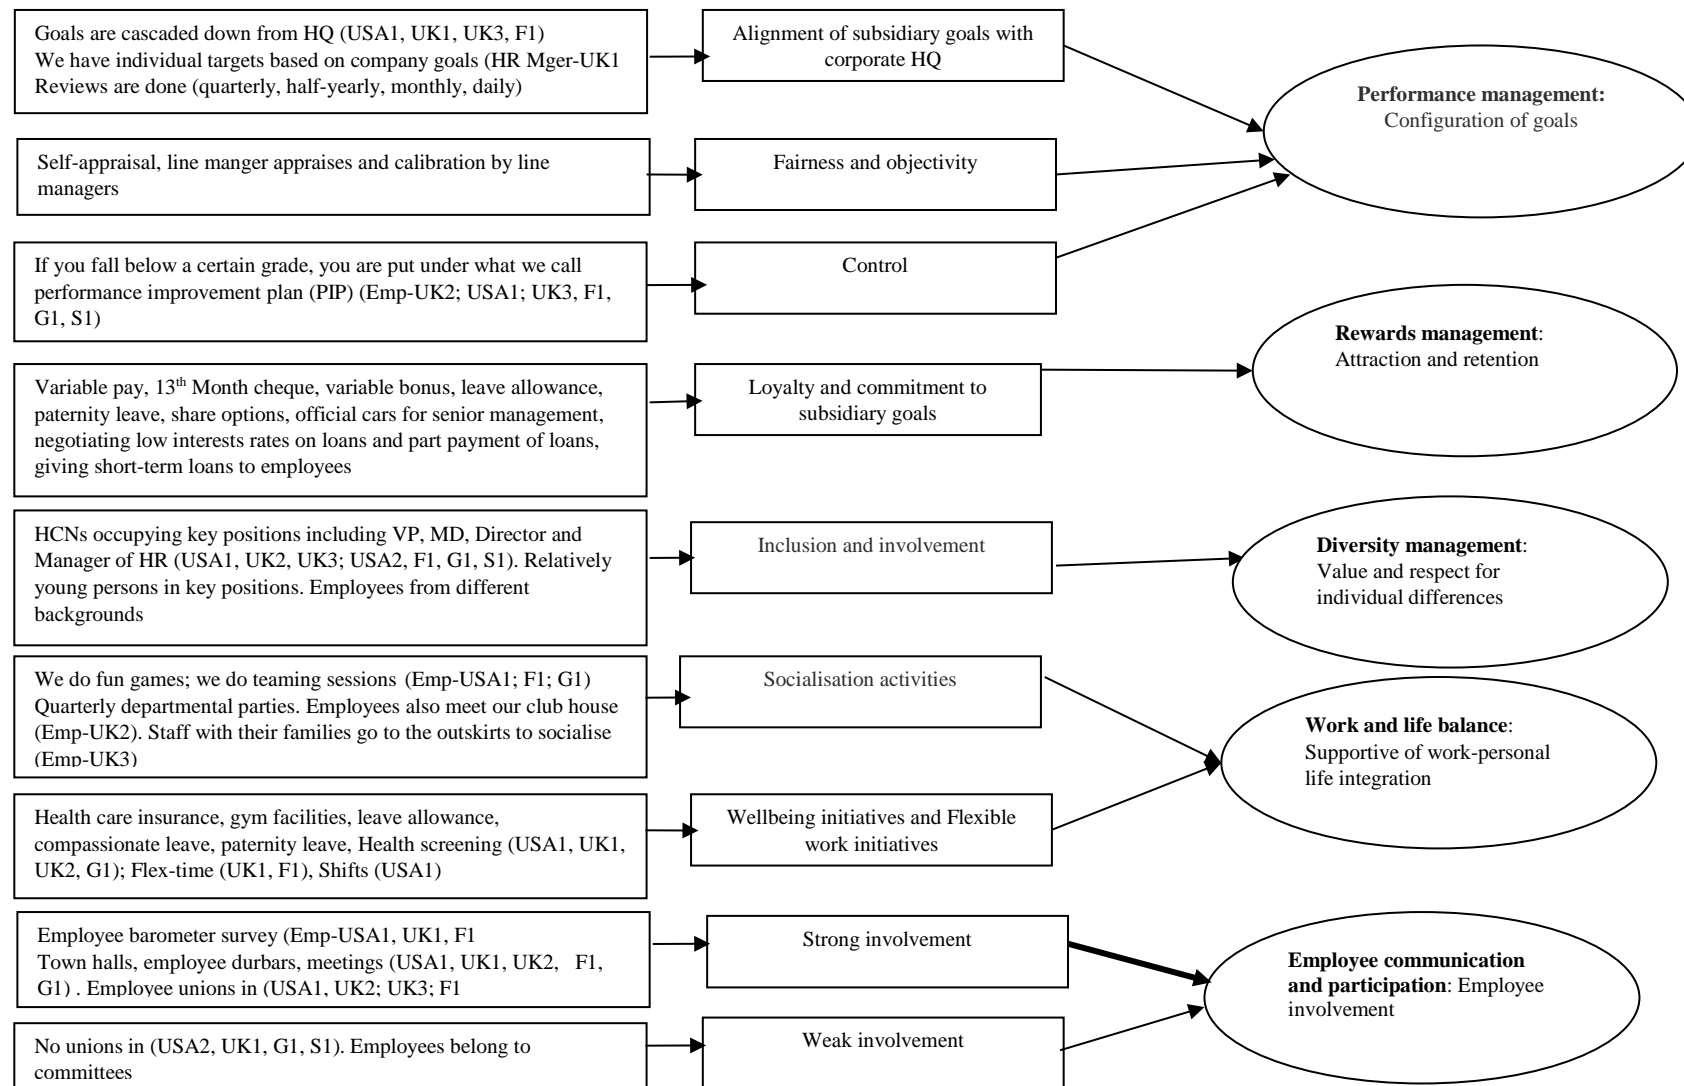 Goals are cascaded down from HQ (USA1, UK1, UK3, F1)
We have individual targets based on company goals (HR Mger-UK1
Reviews are done (quarterly, half-yearly, monthly, daily)
Alignment of subsidiary goals with
corporate HQ
Performance management:
Configuration of goals
Self-appraisal, line manger appraises and calibration by line
managers
Fairness and objectivity
If you fall below a certain grade, you are put under what we call
performance improvement plan (PIP) (Emp-UK2; USA1; UK3, F1,
G1, S1)
Control
Rewards management:
Attraction and retention
Variable pay, 13th Month cheque, variable bonus, leave allowance,
paternity leave, share options, official cars for senior management,
negotiating low interests rates on loans and part payment of loans,
giving short-term loans to employees
Loyalty and commitment to
subsidiary goals
HCNs occupying key positions including VP, MD, Director and
Manager of HR (USA1, UK2, UK3; USA2, F1, G1, S1). Relatively
young persons in key positions. Employees from different
backgrounds
Inclusion and involvement
Diversity management:
Value and respect for
individual differences
We do fun games; we do teaming sessions (Emp-USA1; F1; G1)
Quarterly departmental parties. Employees also meet our club house
(Emp-UK2). Staff with their families go to the outskirts to socialise
(Emp-UK3)
Socialisation activities
Work and life balance:
Supportive of work-personal
life integration
Health care insurance, gym facilities, leave allowance,
compassionate leave, paternity leave, Health screening (USA1, UK1,
UK2, G1); Flex-time (UK1, F1), Shifts (USA1)
Wellbeing initiatives and Flexible
work initiatives
Employee barometer survey (Emp-USA1, UK1, F1
Town halls, employee durbars, meetings (USA1, UK1, UK2, F1,
G1) . Employee unions in (USA1, UK2; UK3; F1
Strong involvement
Employee communication
and participation: Employee
involvement
No unions in (USA2, UK1, G1, S1). Employees belong to
committees
Weak involvement